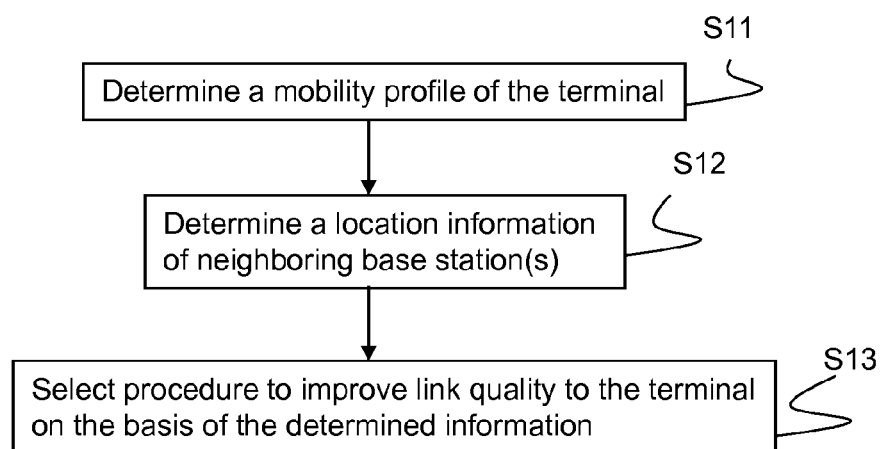 S11
Determine a mobility profile of the terminal
S12
Determine a location information
of neighboring base station(s)
S13
Select procedure to improve link quality to the terminal
on the basis of the determined information